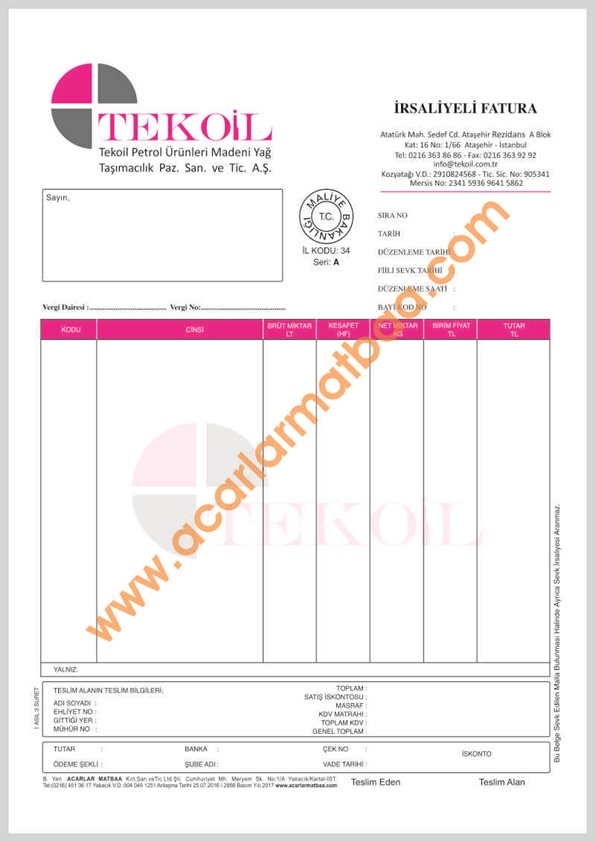 TEKOİL
Tekoil Petrol Ürünleri Madeni Yağ
Taşımacılık Paz. San. ve Tic. A.Ş.
İRSALİYELİ FATURA
Atatürk Mah. Sedef Cd. Ataşehir Rezidans A Blok
Kat: 16 No: 1/66 Ataşehir - İstanbul
Tel: 0216 363 86 86 - Fax: 0216 363 92 92
info@tekoil.com.tr
Kozyatağı V.D.: 2910824568 - Tic. Sic. No: 905341
Mersis No: 2341 5936 9641 5862
Sayın,
MALİYE BAKANLIĞI
T.C.
İL KODU: 34
Seri: A
SIRA NO
TARİH :
DÜZENLEME TARİHİ :
FİİLİ SEVK TARİHİ :
DÜZENLEME SAATİ :
BAYİ KOD NO :
Vergi Dairesi :........................................ Vergi No:............................................
KODU CİNSİ BRÜT MİKTAR LT KESAFET (HF) NET MİKTAR KG BİRİM FİYAT TL TUTAR TL
TEKOİL
www.acarlarmatbaa.com
YALNIZ:
TESLİM ALANIN TESLİM BİLGİLERİ;
ADI SOYADI :
EHLİYET NO :
GİTTİĞİ YER :
MÜHÜR NO :
TOPLAM :
SATIŞ İSKONTOSU :
MASRAF :
KDV MATRAHI :
TOPLAM KDV :
GENEL TOPLAM :
TUTAR : BANKA : ÇEK NO : İSKONTO
ÖDEME ŞEKLİ : ŞUBE ADI : VADE TARİHİ :
B. Yeri ACARLAR MATBAA Kırt.San.veTic.Ltd.Şti. Cumhuriyet Mh. Meryem Sk. No:1/A Yakacık/Kartal-İST.
Tel:(0216) 451 36 17 Yakacık V.D. 004 049 1251 Anlaşma Tarihi 25.07.2016 / 2898 Basım Yılı 2017 www.acarlarmatbaa.com
Teslim Eden Teslim Alan
1 ASIL 3 SURET
Bu Belge Sevk Edilen Malla Bulunması Halinde Ayrıca Sevk İrsaliyesi Aranmaz.